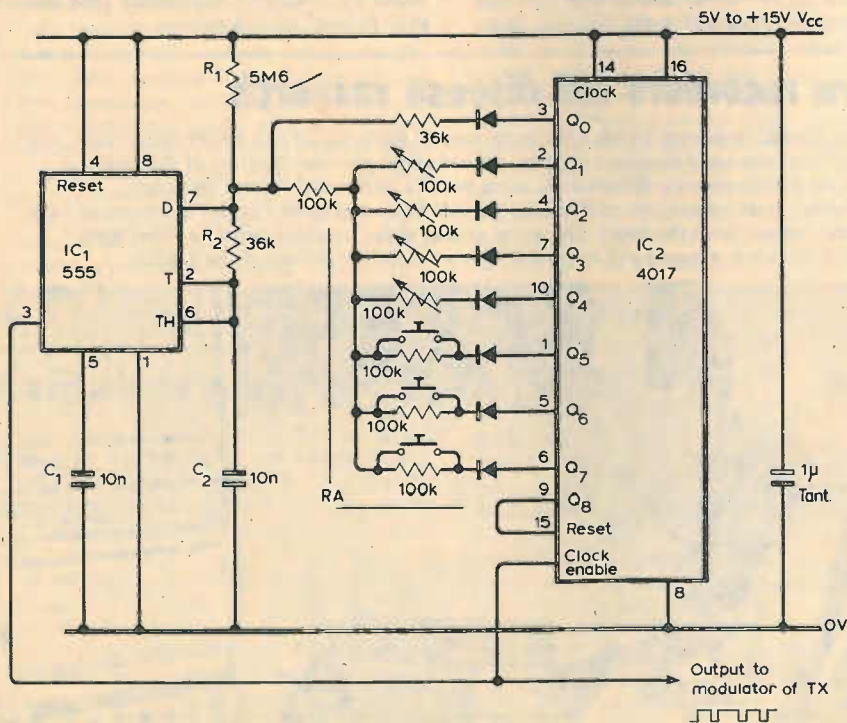 5V to +15V VCC
R1
5M6
14
16
Clock
36k
3
Q0
4
8
Reset
7
D
100k
2
Q1
100k
100k
4
Q2
100k
R2
36k
IC1
555
7
Q3
100k
IC2
4017
T
2
3
TH
6
10
Q4
100k
5
1
1
Q5
100k
5
Q6
100k
C1
10n
C2
10n
6
Q7
100k
1μ
Tant.
RA
9
Q8
15
Reset
Clock
enable
8
0V
Output to
modulator of TX